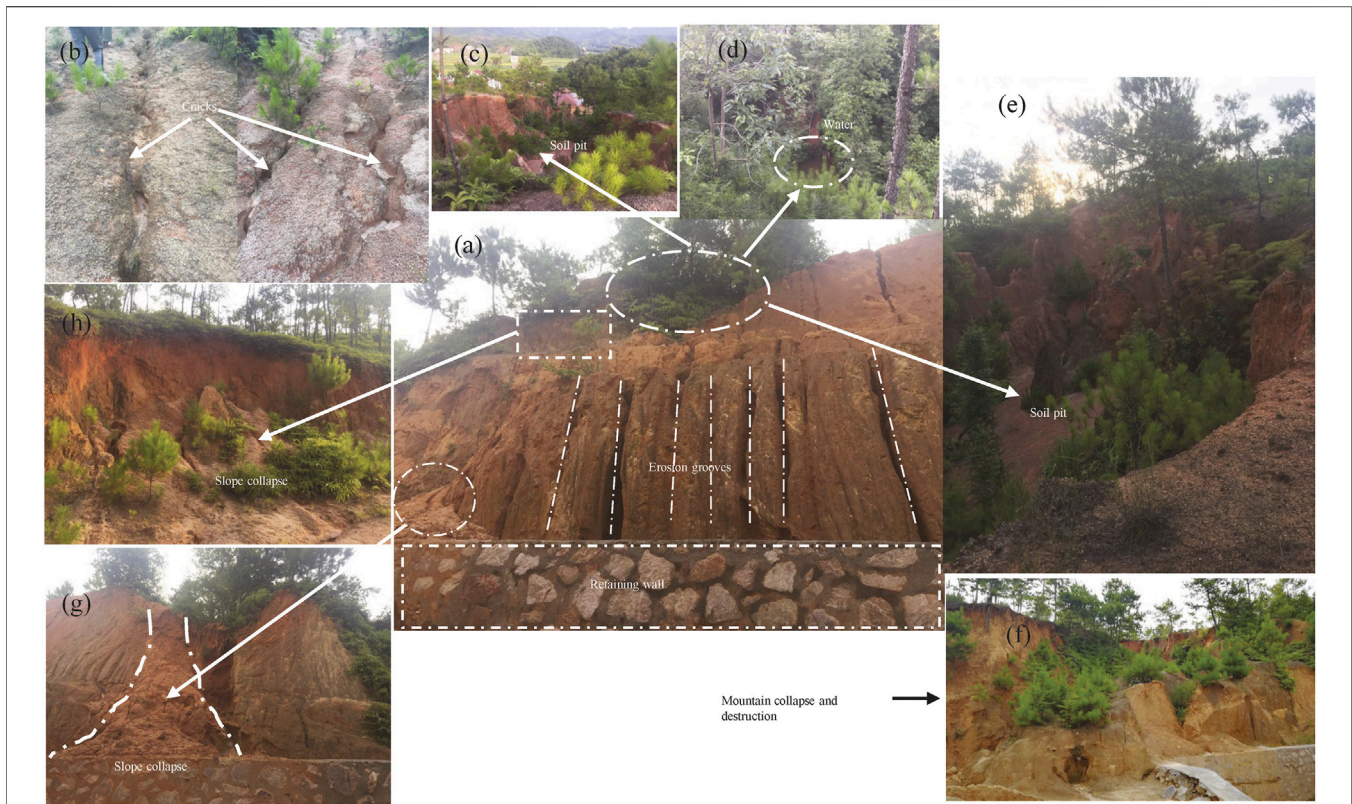 (b)
Cracks
(c)
Soil pit
(d)
Water
(e)
Soil pit
(a)
Erosion grooves
Retaining wall
(h)
Slope collapse
(g)
Slope collapse
Mountain collapse and
destruction
(f)